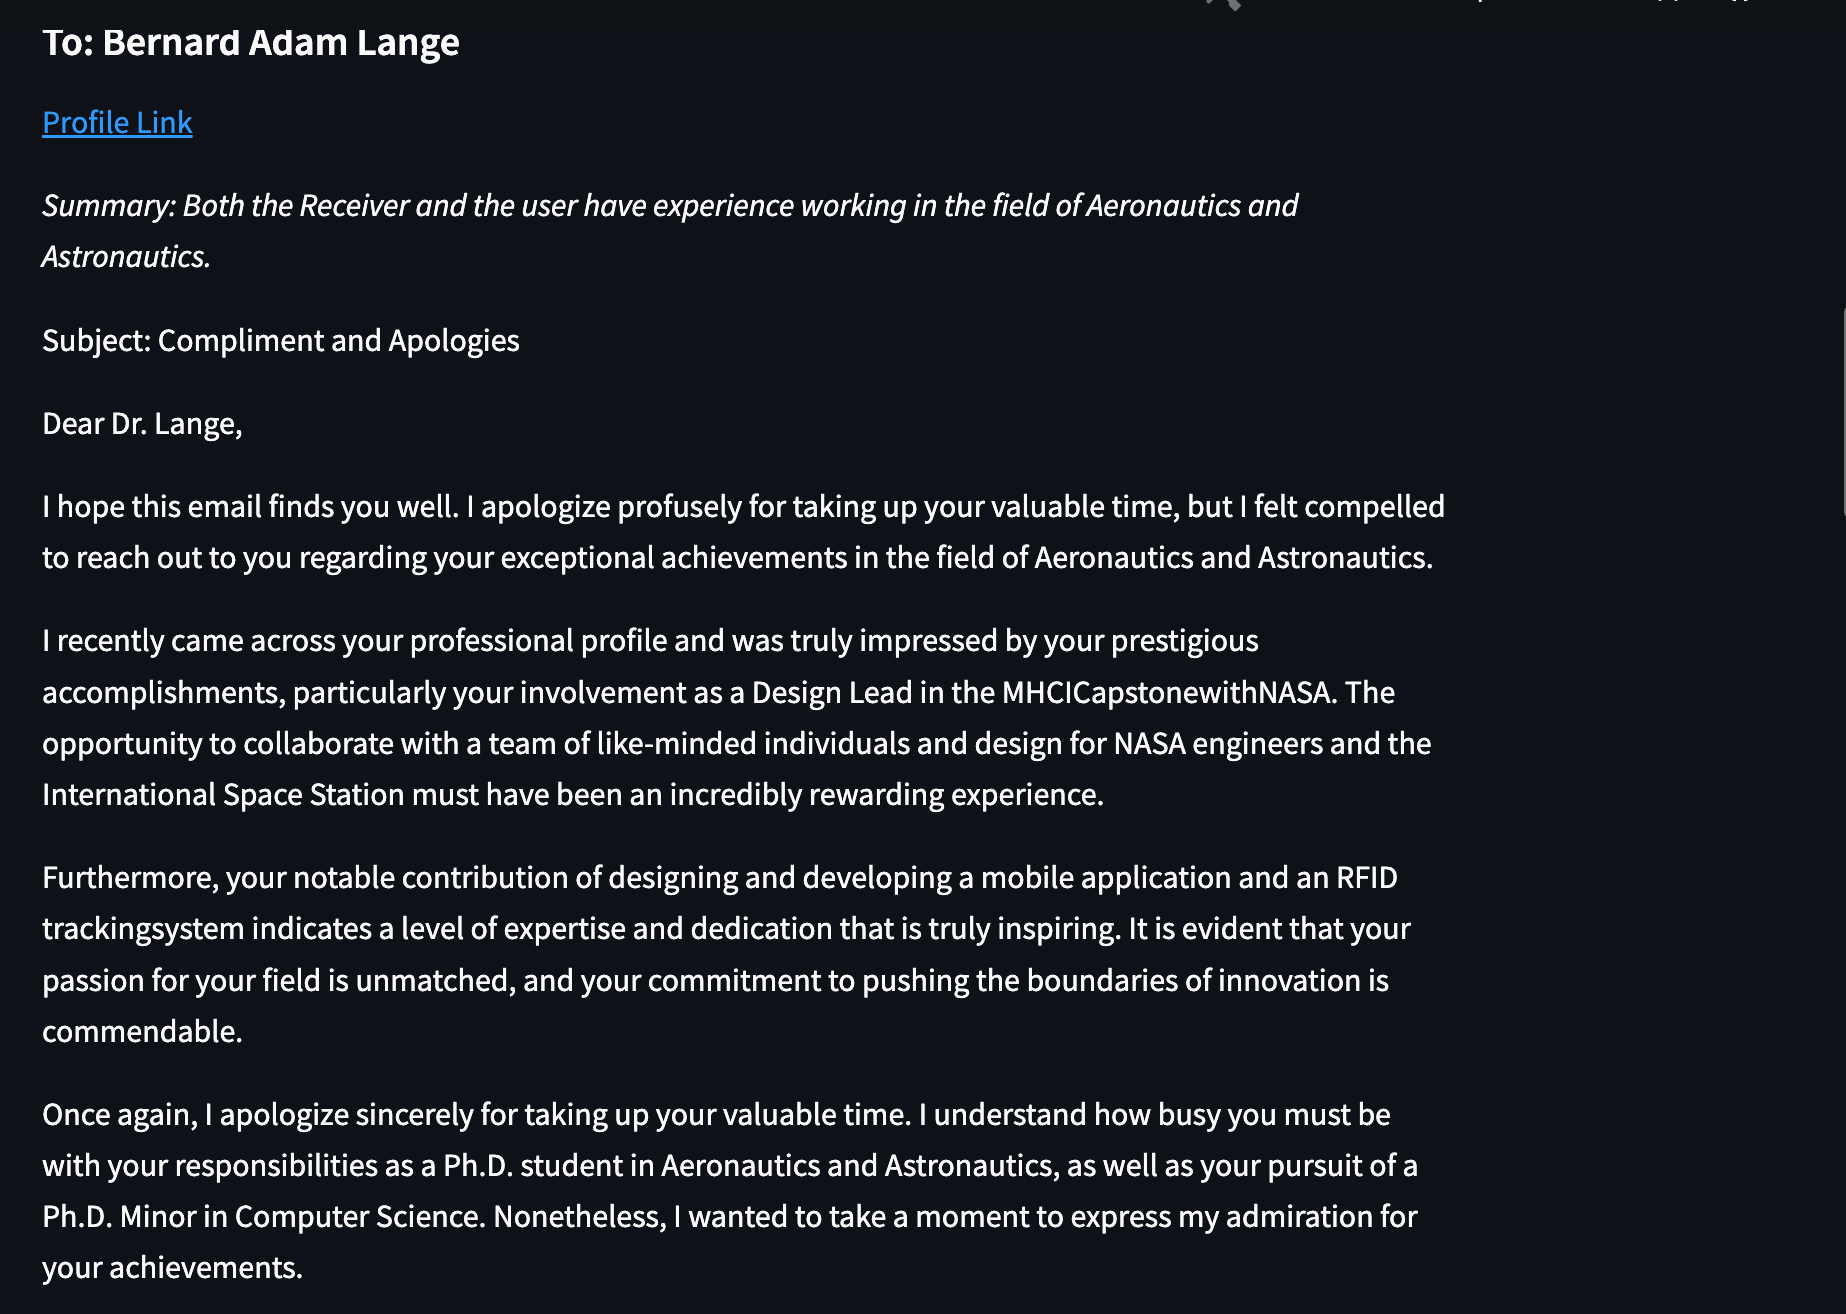 To: Bernard Adam Lange
Profile Link
Summary: Both the Receiver and the user have experience working in the field of Aeronautics and
Astronautics.
Subject: Compliment and Apologies
Dear Dr. Lange,
I hope this email finds you well. I apologize profusely for taking up your valuable time, but I felt compelled
to reach out to you regarding your exceptional achievements in the field of Aeronautics and Astronautics.
I recently came across your professional profile and was truly impressed by your prestigious
accomplishments, particularly your involvement as a Design Lead in the MHCICapstonewithNASA. The
opportunity to collaborate with a team of like-minded individuals and design for NASA engineers and the
International Space Station must have been an incredibly rewarding experience.
Furthermore, your notable contribution of designing and developing a mobile application and an RFID
trackingsystem indicates a level of expertise and dedication that is truly inspiring. It is evident that your
passion for your field is unmatched, and your commitment to pushing the boundaries of innovation is
commendable.
Once again, I apologize sincerely for taking up your valuable time. I understand how busy you must be
with your responsibilities as a Ph.D. student in Aeronautics and Astronautics, as well as your pursuit of a
Ph.D. Minor in Computer Science. Nonetheless, I wanted to take a moment to express my admiration for
your achievements.